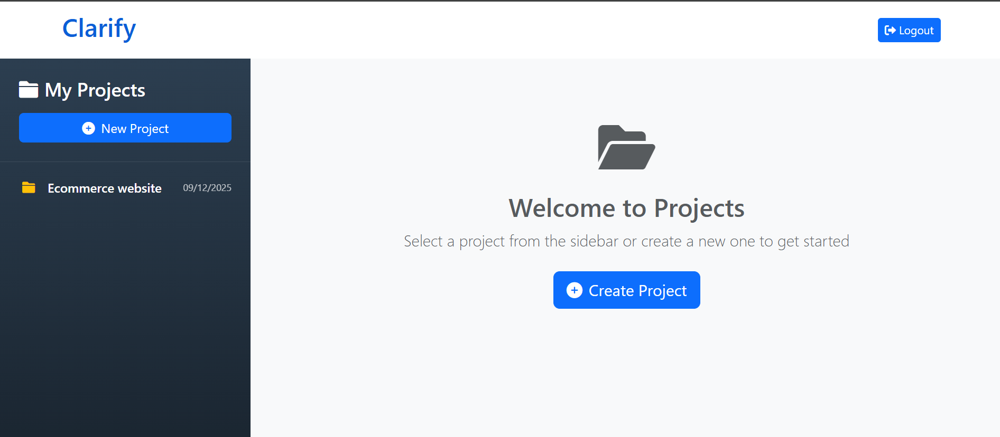 Clarify
Logout
My Projects
New Project
Ecommerce website 09/12/2025
Welcome to Projects
Select a project from the sidebar or create a new one to get started
Create Project